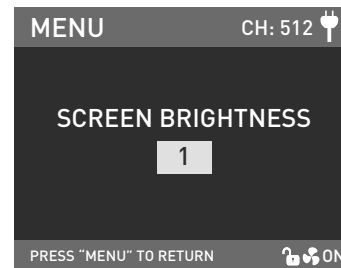 MENU CH: 512
SCREEN BRIGHTNESS
1
PRESS “MENU” TO RETURN ON